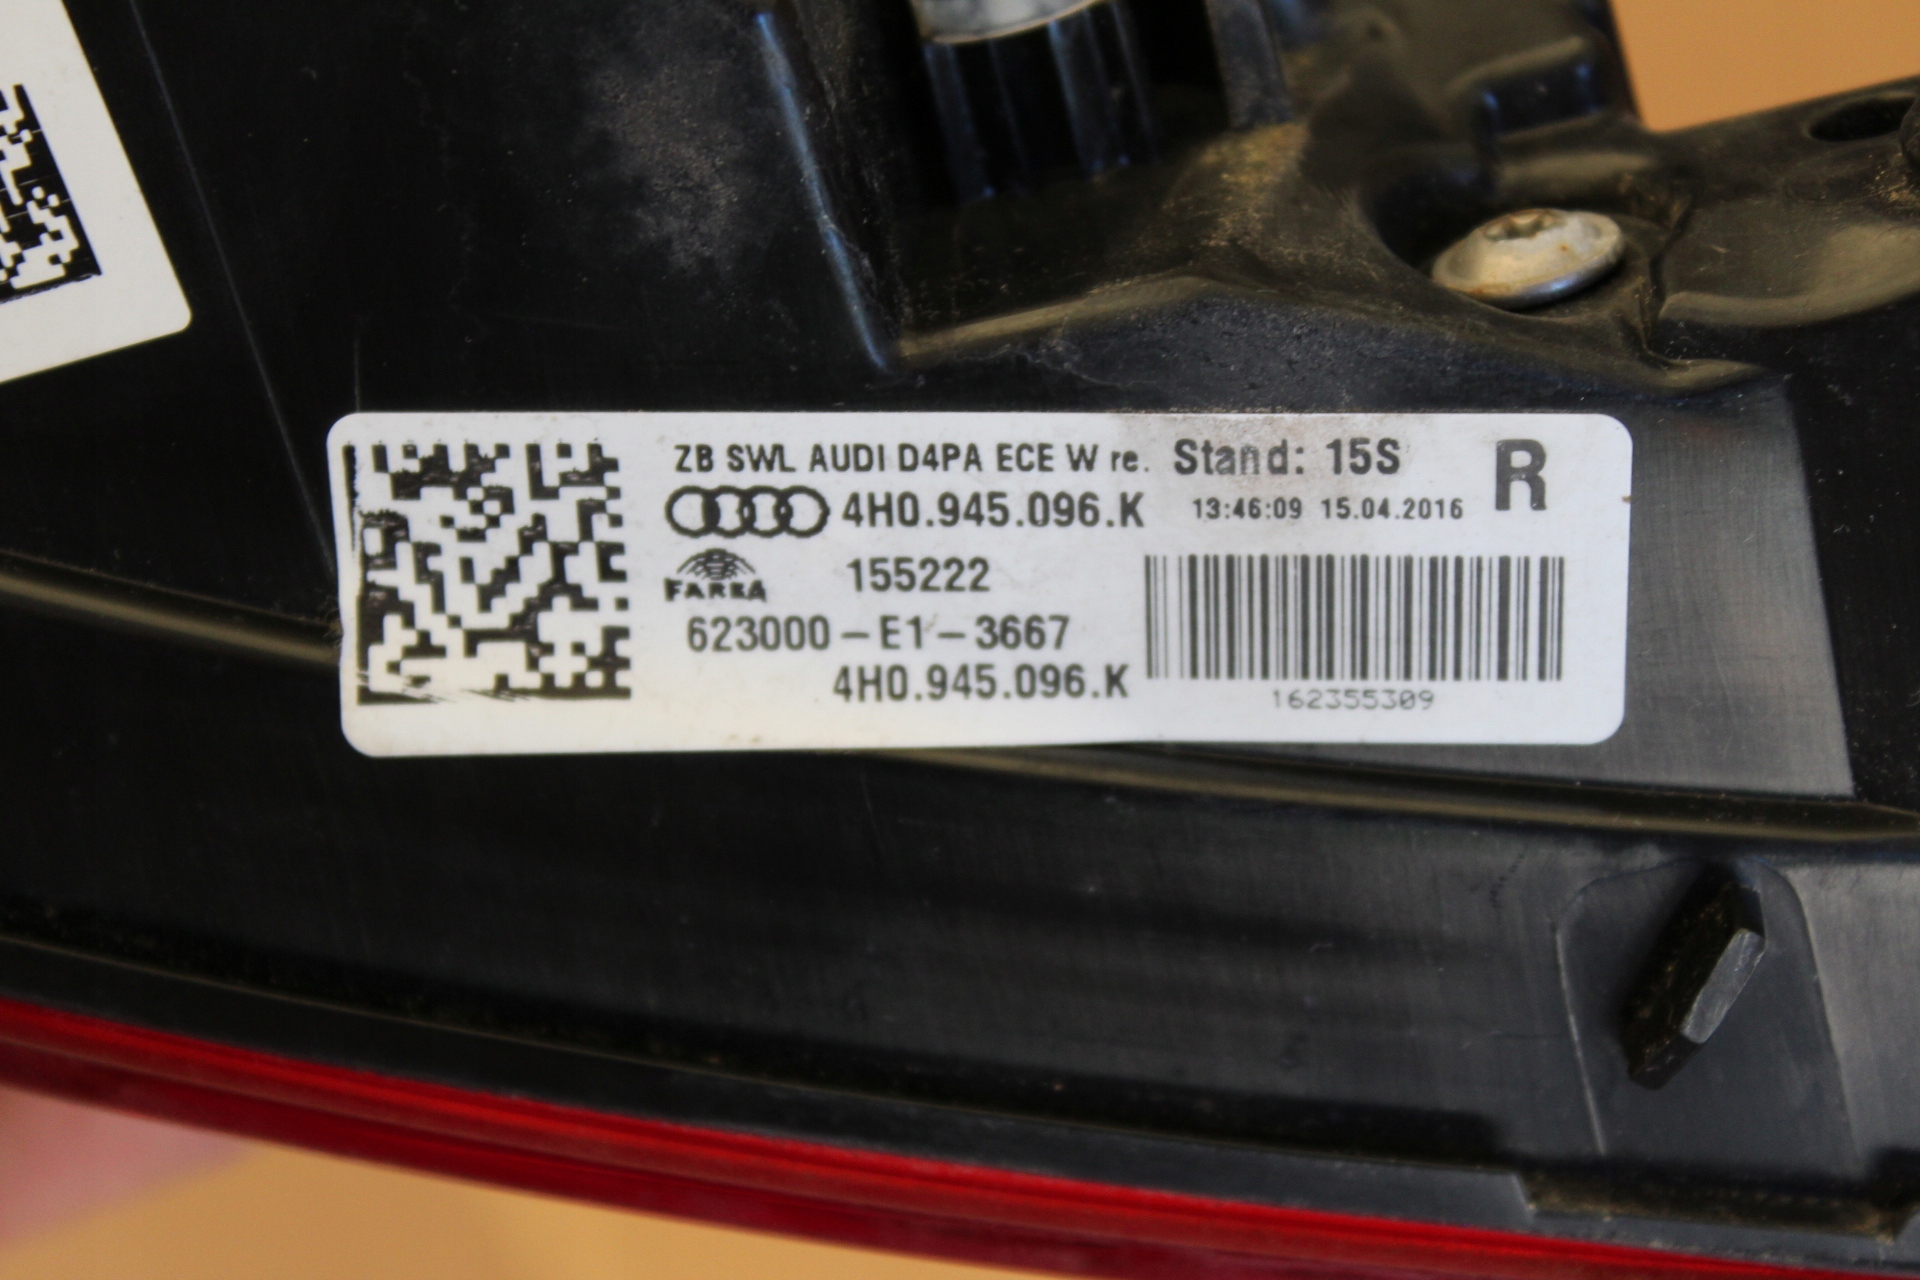 ZB SWL AUDI D4PA ECE W re. Stand: 15S R
4H0.945.096.K 13:46:09 15.04.2016
FARBA 155222
623000-E1-3667
4H0.945.096.K
162355309